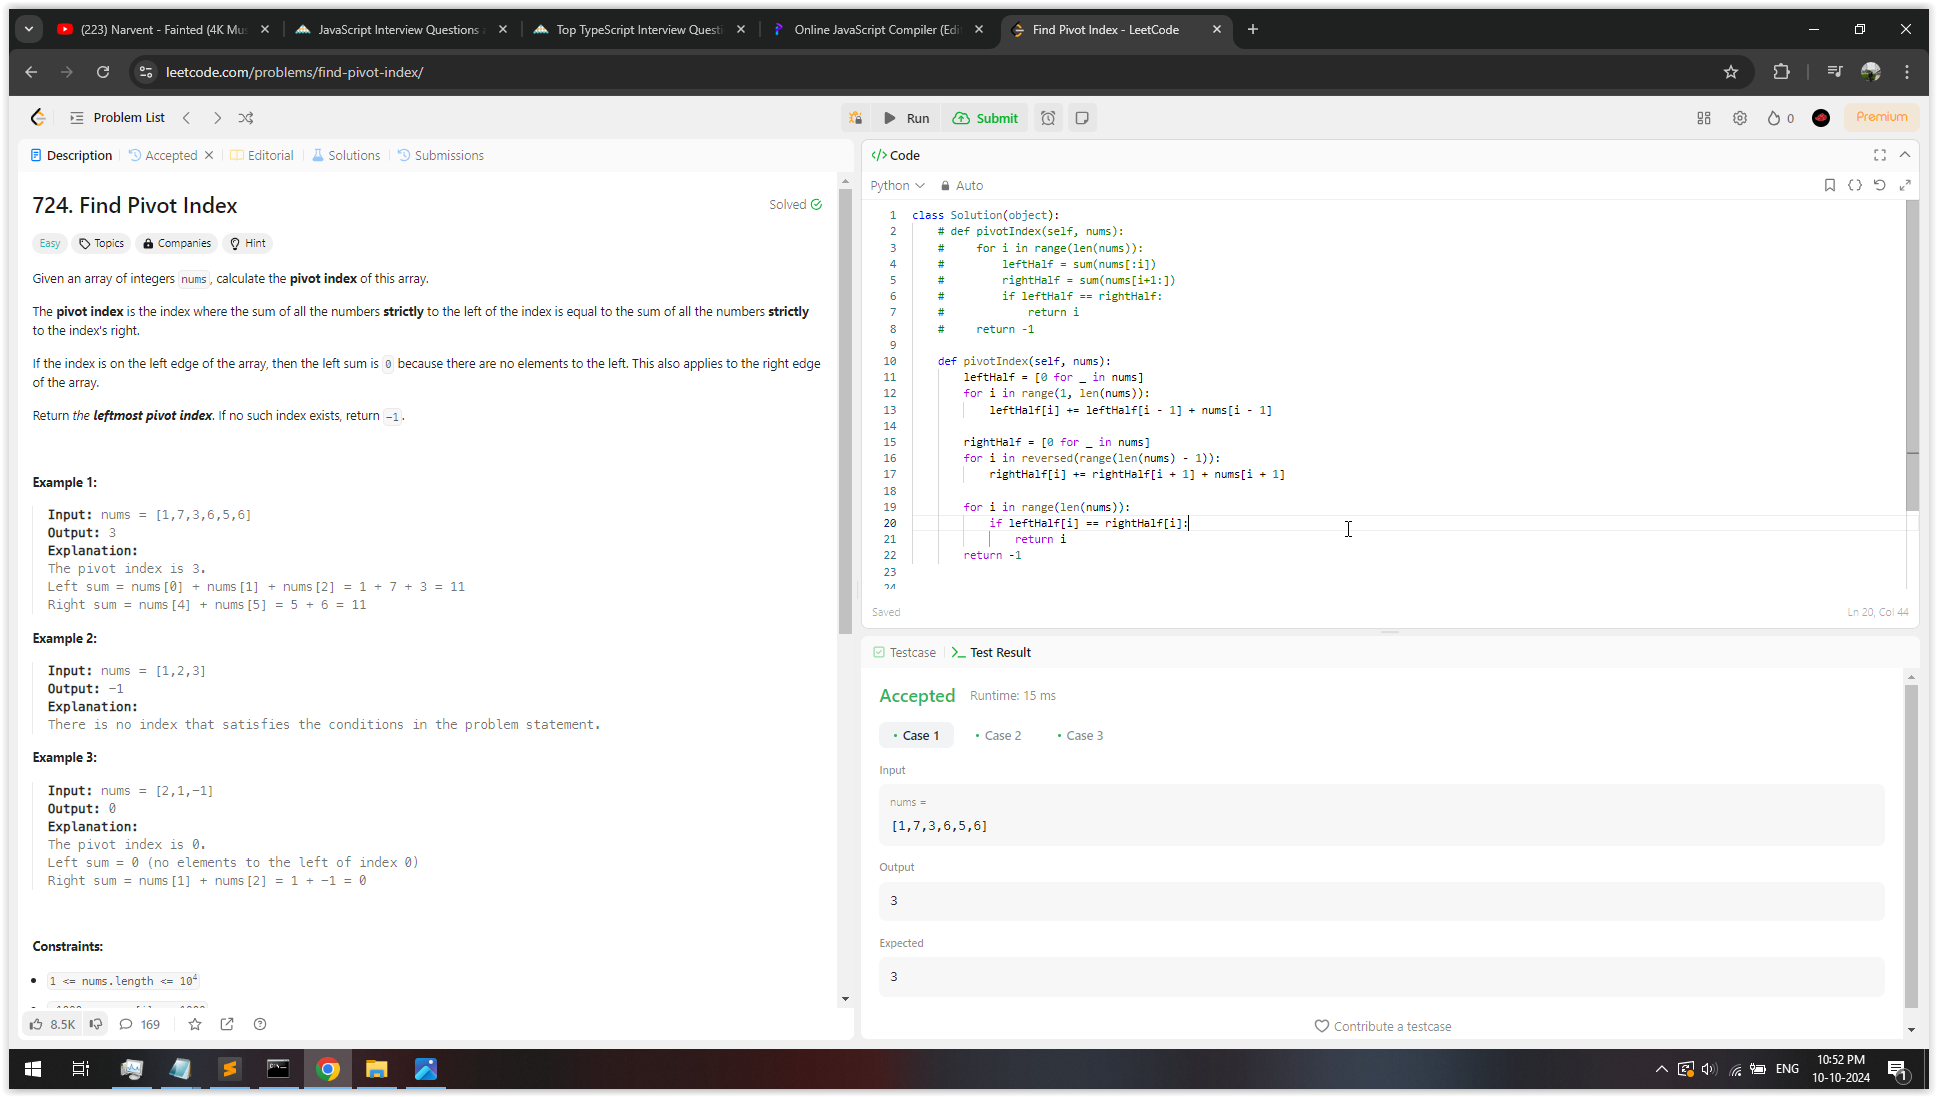 (223) Narvent - Fainted (4K Mus
JavaScript Interview Questions a
Top TypeScript Interview Questi
Online JavaScript Compiler (Edi
Find Pivot Index - LeetCode
leetcode.com/problems/find-pivot-index/
Problem List
Run
Submit
0
Premium
Description
Accepted
Editorial
Solutions
Submissions
724. Find Pivot Index
Solved
Easy
Topics
Companies
Hint
Given an array of integers nums, calculate the pivot index of this array.
The pivot index is the index where the sum of all the numbers strictly to the left of the index is equal to the sum of all the numbers strictly
to the index's right.
If the index is on the left edge of the array, then the left sum is 0 because there are no elements to the left. This also applies to the right edge
of the array.
Return the leftmost pivot index. If no such index exists, return -1.
Example 1:
Input: nums = [1,7,3,6,5,6]
Output: 3
Explanation:
The pivot index is 3.
Left sum = nums[0] + nums[1] + nums[2] = 1 + 7 + 3 = 11
Right sum = nums[4] + nums[5] = 5 + 6 = 11
Example 2:
Input: nums = [1,2,3]
Output: -1
Explanation:
There is no index that satisfies the conditions in the problem statement.
Example 3:
Input: nums = [2,1,-1]
Output: 0
Explanation:
The pivot index is 0.
Left sum = 0 (no elements to the left of index 0)
Right sum = nums[1] + nums[2] = 1 + -1 = 0
Constraints:
1 <= nums.length <= 10⁴
8.5K
169
Code
Python
Auto
1 class Solution(object):
2 # def pivotIndex(self, nums):
3 # for i in range(len(nums)):
4 # leftHalf = sum(nums[:i])
5 # rightHalf = sum(nums[i+1:])
6 # if leftHalf == rightHalf:
7 # return i
8 # return -1
9
10 def pivotIndex(self, nums):
11 leftHalf = [0 for _ in nums]
12 for i in range(1, len(nums)):
13 leftHalf[i] += leftHalf[i - 1] + nums[i - 1]
14
15 rightHalf = [0 for _ in nums]
16 for i in reversed(range(len(nums) - 1)):
17 rightHalf[i] += rightHalf[i + 1] + nums[i + 1]
18
19 for i in range(len(nums)):
20 if leftHalf[i] == rightHalf[i]:
21 return i
22 return -1
23
24
Saved
Ln 20, Col 44
Testcase
Test Result
Accepted
Runtime: 15 ms
Case 1
Case 2
Case 3
Input
nums =
[1,7,3,6,5,6]
Output
3
Expected
3
Contribute a testcase
ENG
10:52 PM
10-10-2024
1